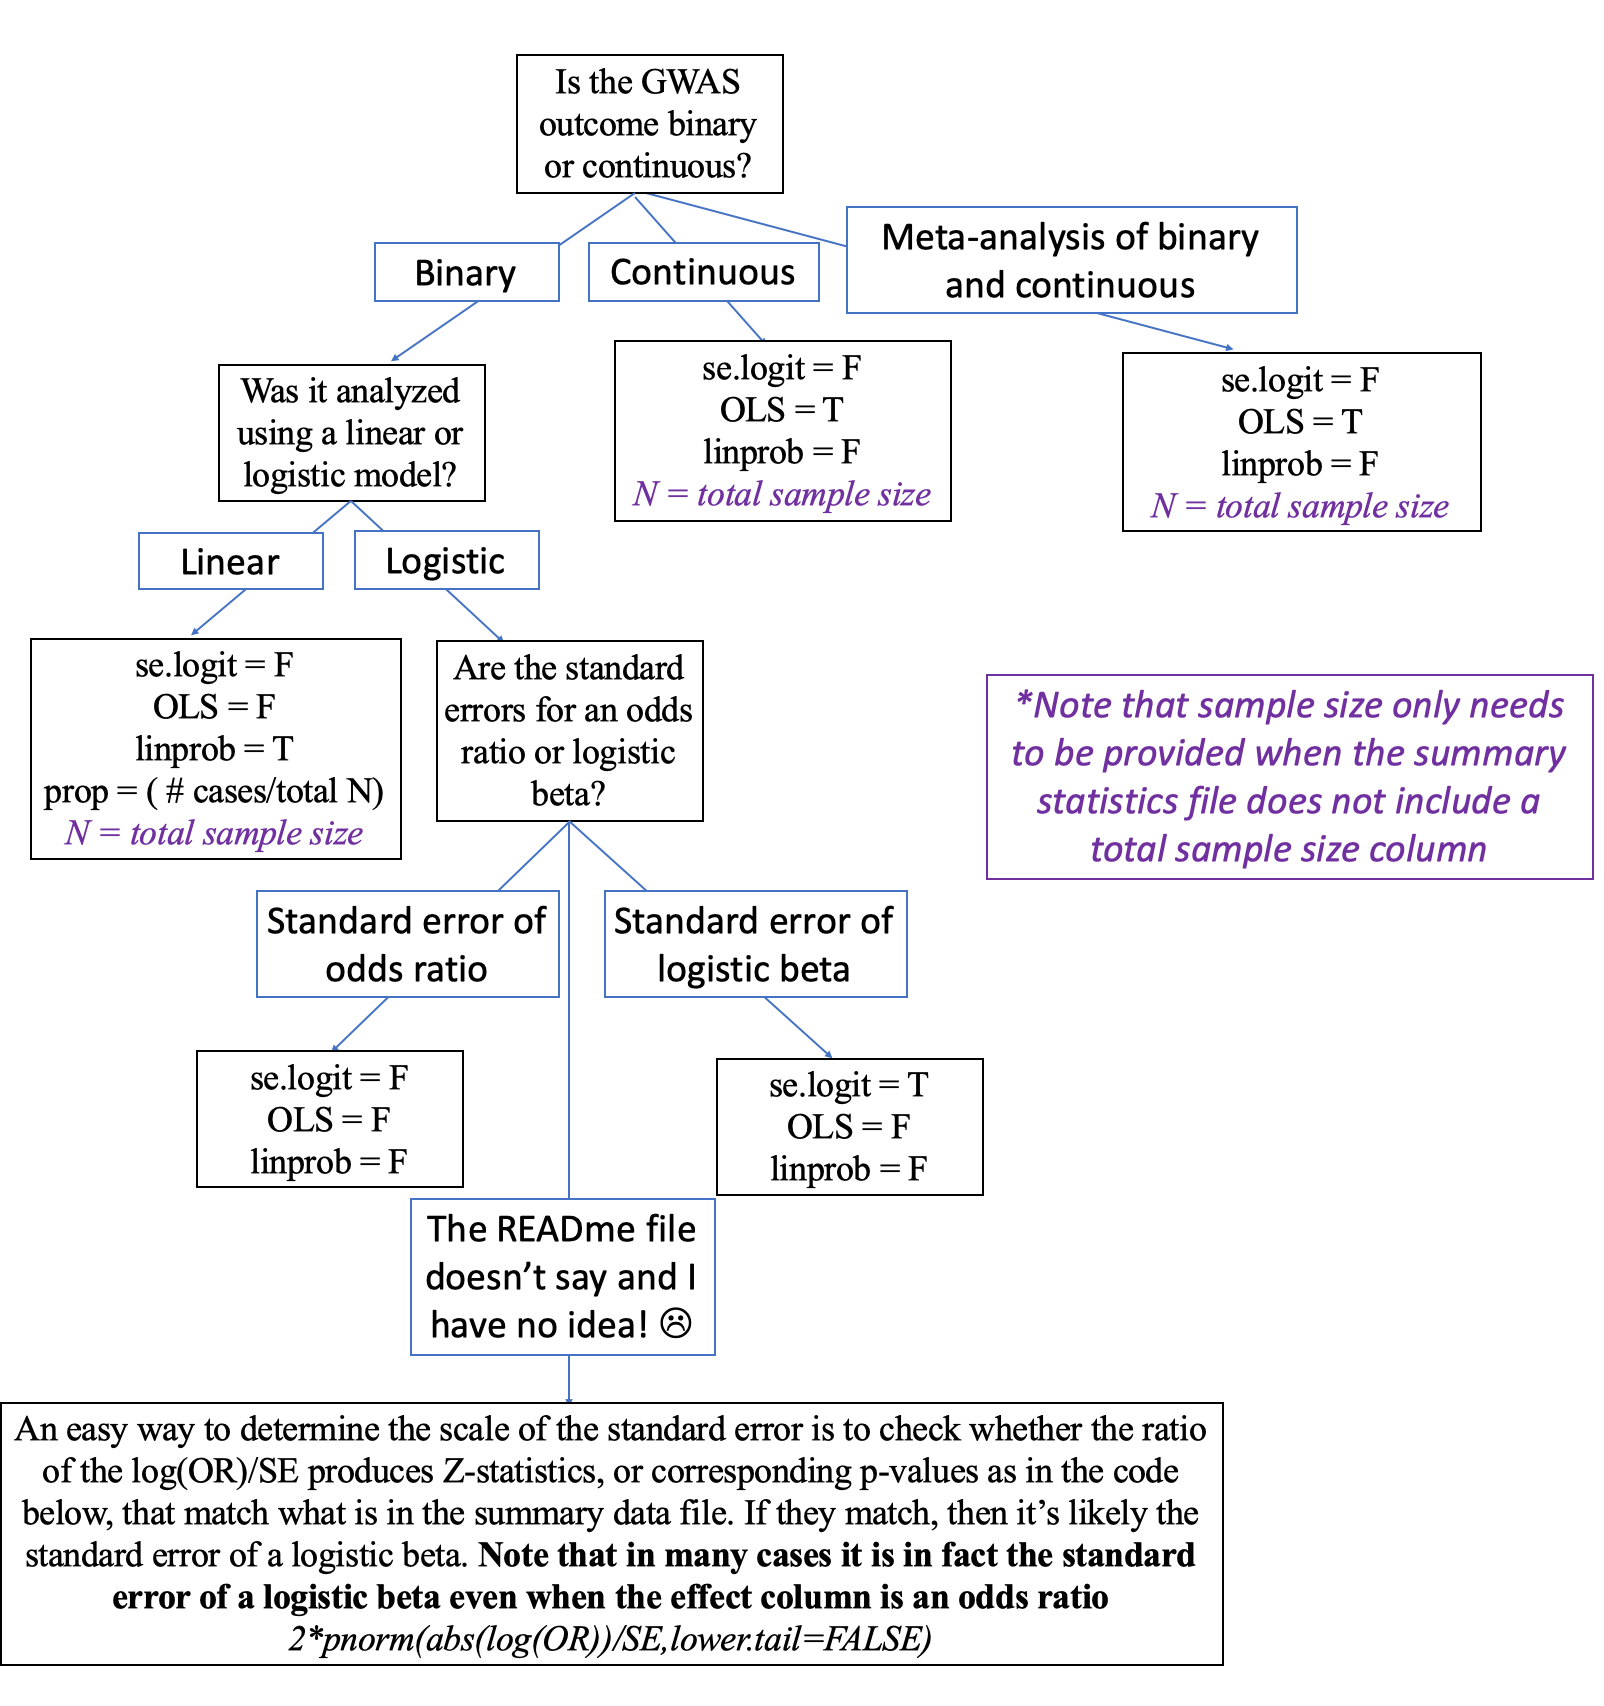 Is the GWAS
outcome binary
or continuous?
Binary
Continuous
Meta-analysis of binary
and continuous
Was it analyzed
using a linear or
logistic model?
se.logit = F
OLS = T
linprob = F
N = total sample size
se.logit = F
OLS = T
linprob = F
N = total sample size
Linear
Logistic
se.logit = F
OLS = F
linprob = T
prop = ( # cases/total N)
N = total sample size
Are the standard
errors for an odds
ratio or logistic
beta?
*Note that sample size only needs
to be provided when the summary
statistics file does not include a
total sample size column
Standard error of
odds ratio
Standard error of
logistic beta
se.logit = F
OLS = F
linprob = F
se.logit = T
OLS = F
linprob = F
The READme file
doesn’t say and I
have no idea! ☹
An easy way to determine the scale of the standard error is to check whether the ratio
of the log(OR)/SE produces Z-statistics, or corresponding p-values as in the code
below, that match what is in the summary data file. If they match, then it’s likely the
standard error of a logistic beta. Note that in many cases it is in fact the standard
error of a logistic beta even when the effect column is an odds ratio
2*pnorm(abs(log(OR))/SE,lower.tail=FALSE)